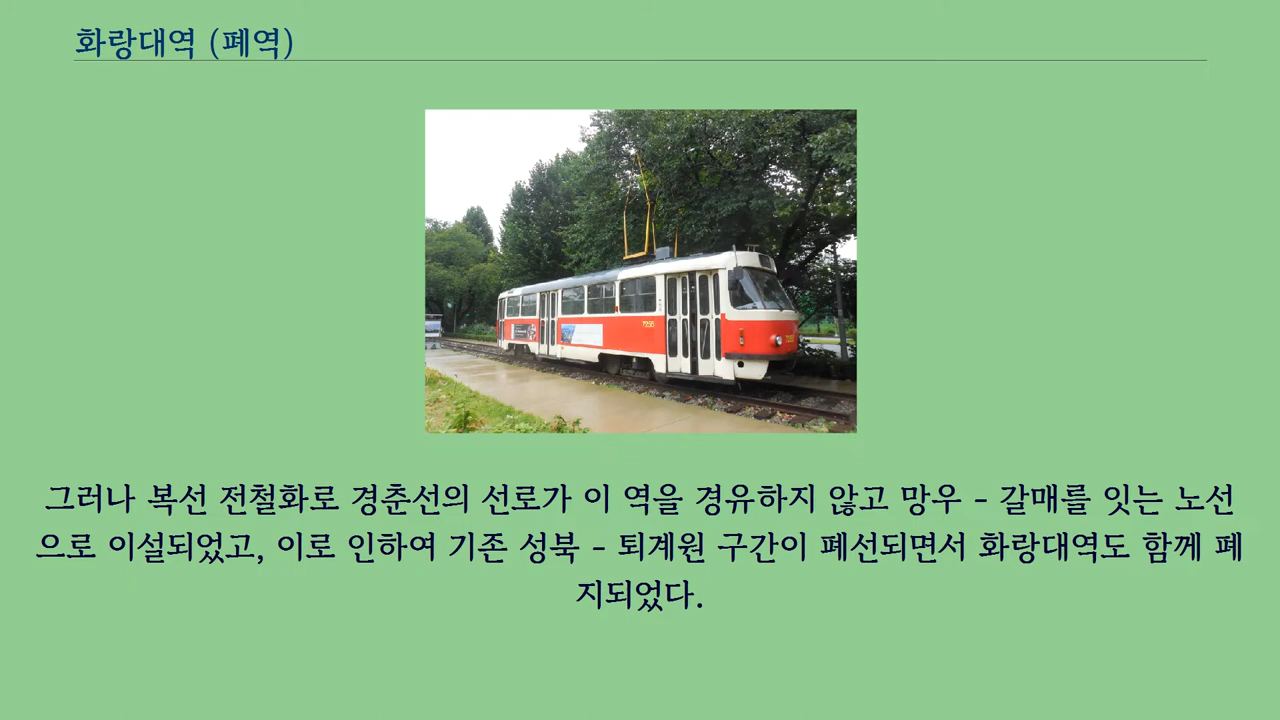 화랑대역 (폐역)
그러나 복선 전철화로 경춘선의 선로가 이 역을 경유하지 않고 망우 - 갈매를 잇는 노선
으로 이설되었고, 이로 인하여 기존 성북 - 퇴계원 구간이 폐선되면서 화랑대역도 함께 폐
지되었다.